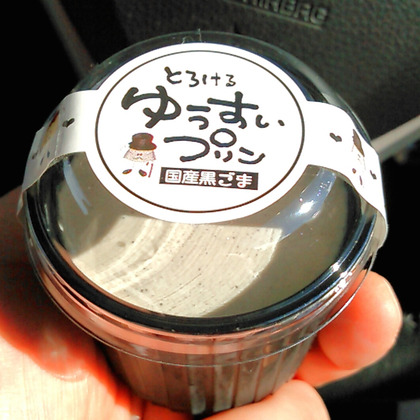 とろける
ゆうすい
プリン
国産黒ごま